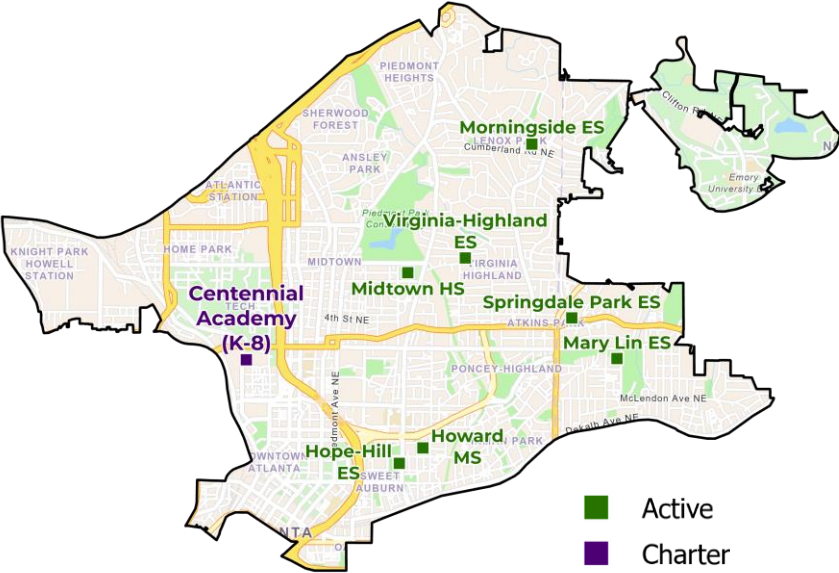 PIEDMONT
HEIGHTS
SHERWOOD
FOREST
Clifton Rd NE
Morningside ES
LENOX PARK
Cumberland Rd NE
ANSLEY
PARK
Emory
University
ATLANTIC
STATION
Piedmont Park
Virginia-Highland
ES
KNIGHT PARK
HOWELL
STATION
HOME PARK
MIDTOWN
VIRGINIA
HIGHLAND
Midtown HS
Centennial
Academy
(K-8)
TECH
Springdale Park ES
4th St NE
ATKINS PARK
Mary Lin ES
PONCEY-HIGHLAND
McLendon Ave NE
Dekalb Ave NE
Howard
MS
N PARK
Hope-Hill
ES
DOWNTOWN
ATLANTA
SWEET
AUBURN
NTA
Active
Charter